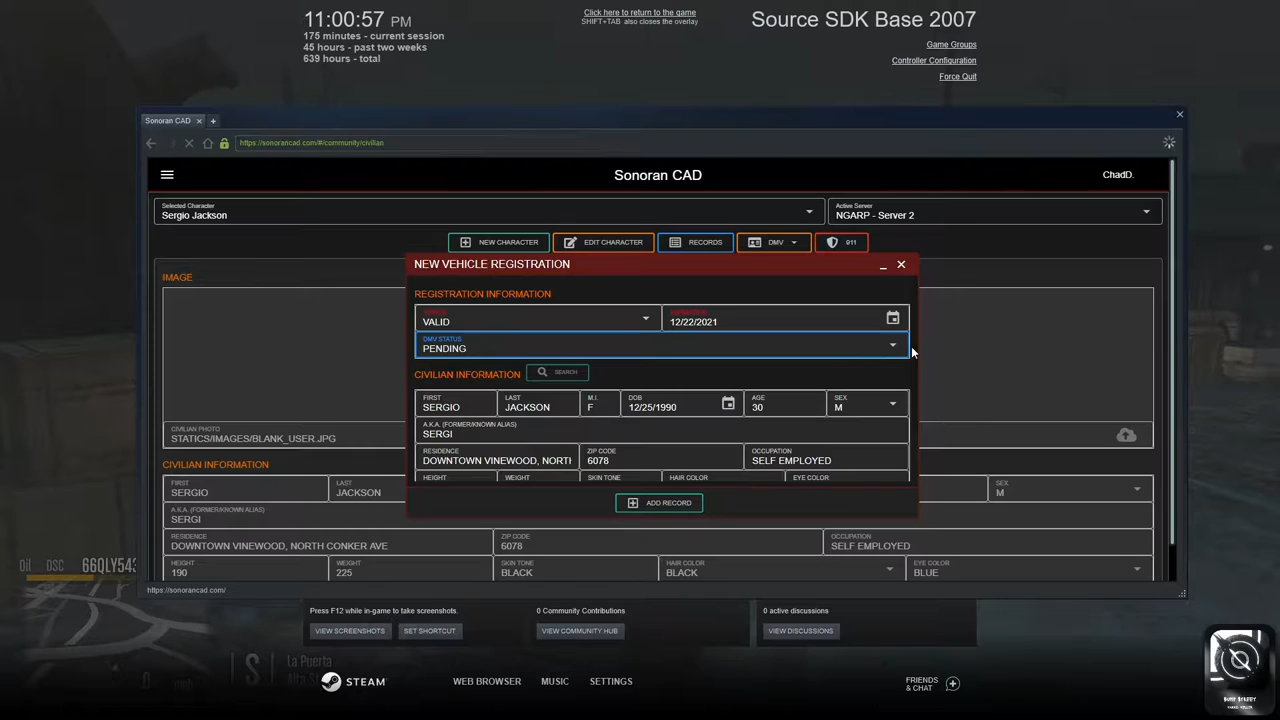 11:00:57 PM
175 minutes - current session
45 hours - past two weeks
639 hours - total
Click here to return to the game
SHIFT+TAB also closes the overlay
Source SDK Base 2007
Game Groups
Controller Configuration
Force Quit
Sonoran CAD
https://sonorancad.com/#/community/civilian
Sonoran CAD
ChadD.
Selected Character
Sergio Jackson
Active Server
NGARP - Server 2
NEW CHARACTER
EDIT CHARACTER
RECORDS
DMV
911
IMAGE
NEW VEHICLE REGISTRATION
REGISTRATION INFORMATION
VALID
12/22/2021
DMV STATUS
PENDING
CIVILIAN INFORMATION
SEARCH
FIRST
SERGIO
LAST
JACKSON
M.I.
F
DOB
12/25/1990
AGE
30
SEX
M
A.K.A. (FORMER/KNOWN ALIAS)
SERGI
RESIDENCE
DOWNTOWN VINEWOOD, NORTH
ZIP CODE
6078
OCCUPATION
SELF EMPLOYED
HEIGHT
WEIGHT
SKIN TONE
HAIR COLOR
EYE COLOR
ADD RECORD
CIVILIAN PHOTO
STATICS/IMAGES/BLANK_USER.JPG
CIVILIAN INFORMATION
FIRST
SERGIO
LAST
JACKSON
SEX
M
A.K.A. (FORMER/KNOWN ALIAS)
SERGI
RESIDENCE
DOWNTOWN VINEWOOD, NORTH CONKER AVE
ZIP CODE
6078
OCCUPATION
SELF EMPLOYED
HEIGHT
190
WEIGHT
225
SKIN TONE
BLACK
HAIR COLOR
BLACK
EYE COLOR
BLUE
https://sonorancad.com/
Oil DSC 66QLY543
S
La Puerta
Press F12 while in-game to take screenshots.
VIEW SCREENSHOTS
SET SHORTCUT
0 Community Contributions
VIEW COMMUNITY HUB
0 active discussions
VIEW DISCUSSIONS
STEAM
WEB BROWSER
MUSIC
SETTINGS
FRIENDS
& CHAT